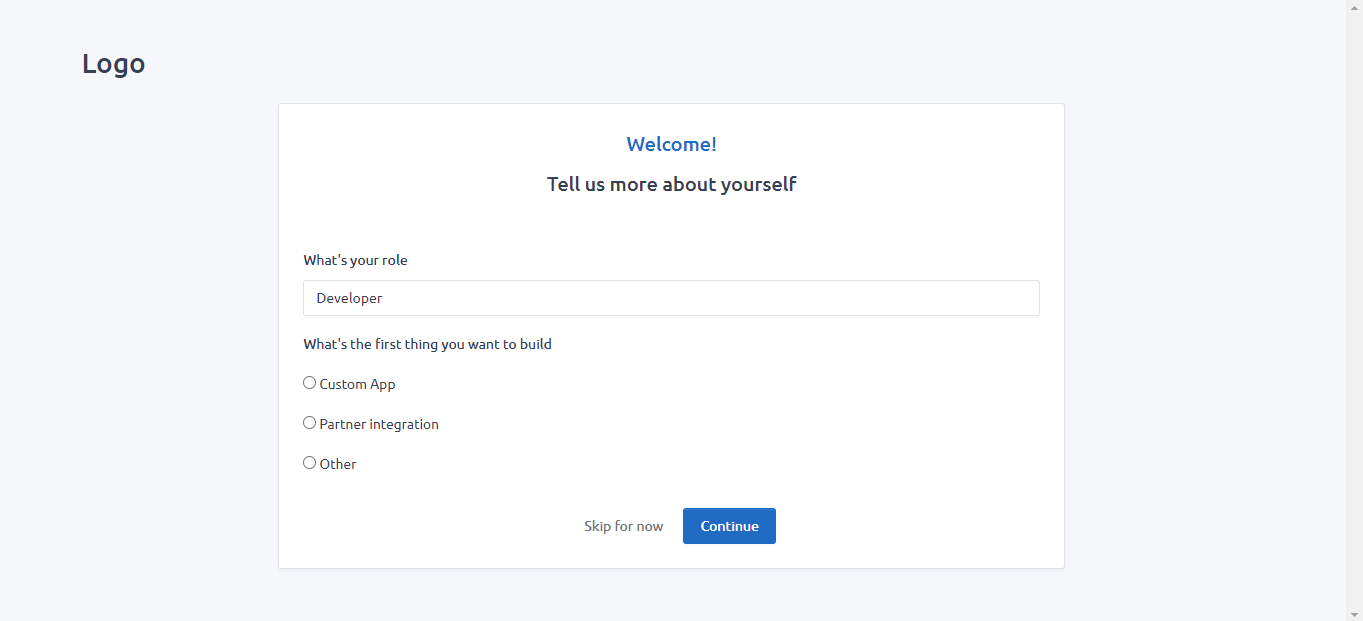 Logo
Welcome!
Tell us more about yourself
What's your role
Developer
What's the first thing you want to build
Custom App
Partner integration
Other
Skip for now
Continue